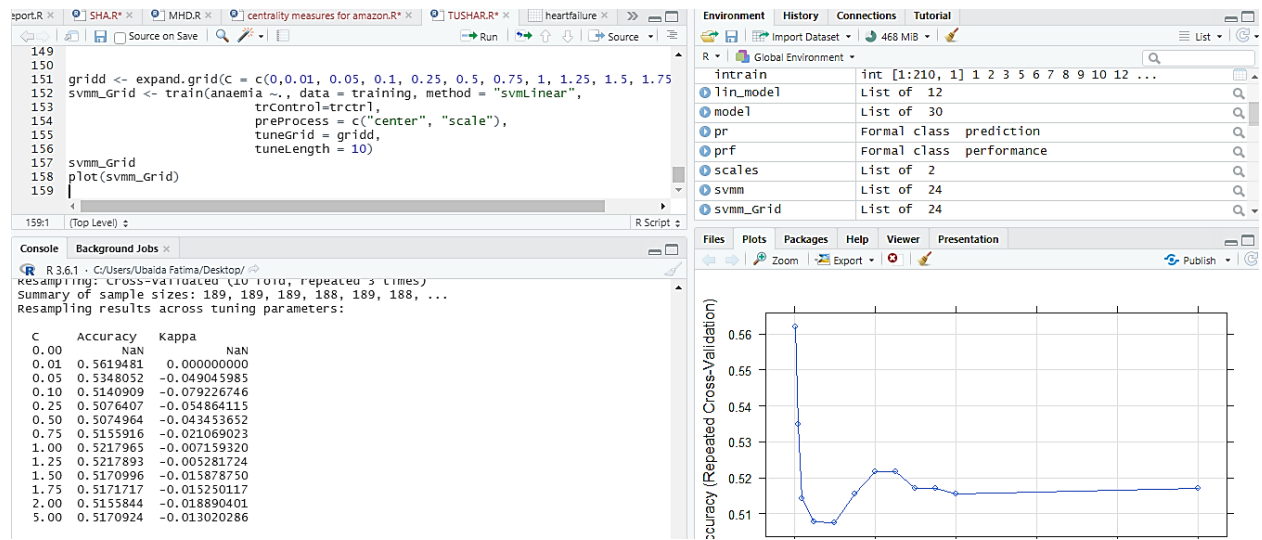 eport.R × SHA.R* × MHD.R × centrality measures for amazon.R* × TUSHAR.R* × heartfailure ×
Source on Save Run Source
149
150
151 gridd <- expand.grid(C = c(0,0.01, 0.05, 0.1, 0.25, 0.5, 0.75, 1, 1.25, 1.5, 1.75
152 svmm_Grid <- train(anaemia ~., data = training, method = "svmLinear",
153 trControl=trctrl,
154 preProcess = c("center", "scale"),
155 tuneGrid = gridd,
156 tuneLength = 10)
157 svmm_Grid
158 plot(svmm_Grid)
159
159:1 (Top Level) R Script
Console Background Jobs ×
R R 3.6.1 · C:/Users/Ubaida Fatima/Desktop/
Resampling: Cross-Validated (10 fold, repeated 3 times)
Summary of sample sizes: 189, 189, 189, 188, 189, 188, ...
Resampling results across tuning parameters:
C Accuracy Kappa
0.00 NaN NaN
0.01 0.5619481 0.000000000
0.05 0.5348052 -0.049045985
0.10 0.5140909 -0.079226746
0.25 0.5076407 -0.054864115
0.50 0.5074964 -0.043453652
0.75 0.5155916 -0.021069023
1.00 0.5217965 -0.007159320
1.25 0.5217893 -0.005281724
1.50 0.5170996 -0.015878750
1.75 0.5171717 -0.015250117
2.00 0.5155844 -0.018890401
5.00 0.5170924 -0.013020286
Environment History Connections Tutorial
Import Dataset 468 MiB List
R Global Environment
intrain int [1:210, 1] 1 2 3 5 6 7 8 9 10 12 ...
lin_model List of 12
model List of 30
pr Formal class prediction
prf Formal class performance
scales List of 2
svmm List of 24
svmm_Grid List of 24
Files Plots Packages Help Viewer Presentation
Zoom Export Publish
ccuracy (Repeated Cross-Validation)
0.56
0.55
0.54
0.53
0.52
0.51